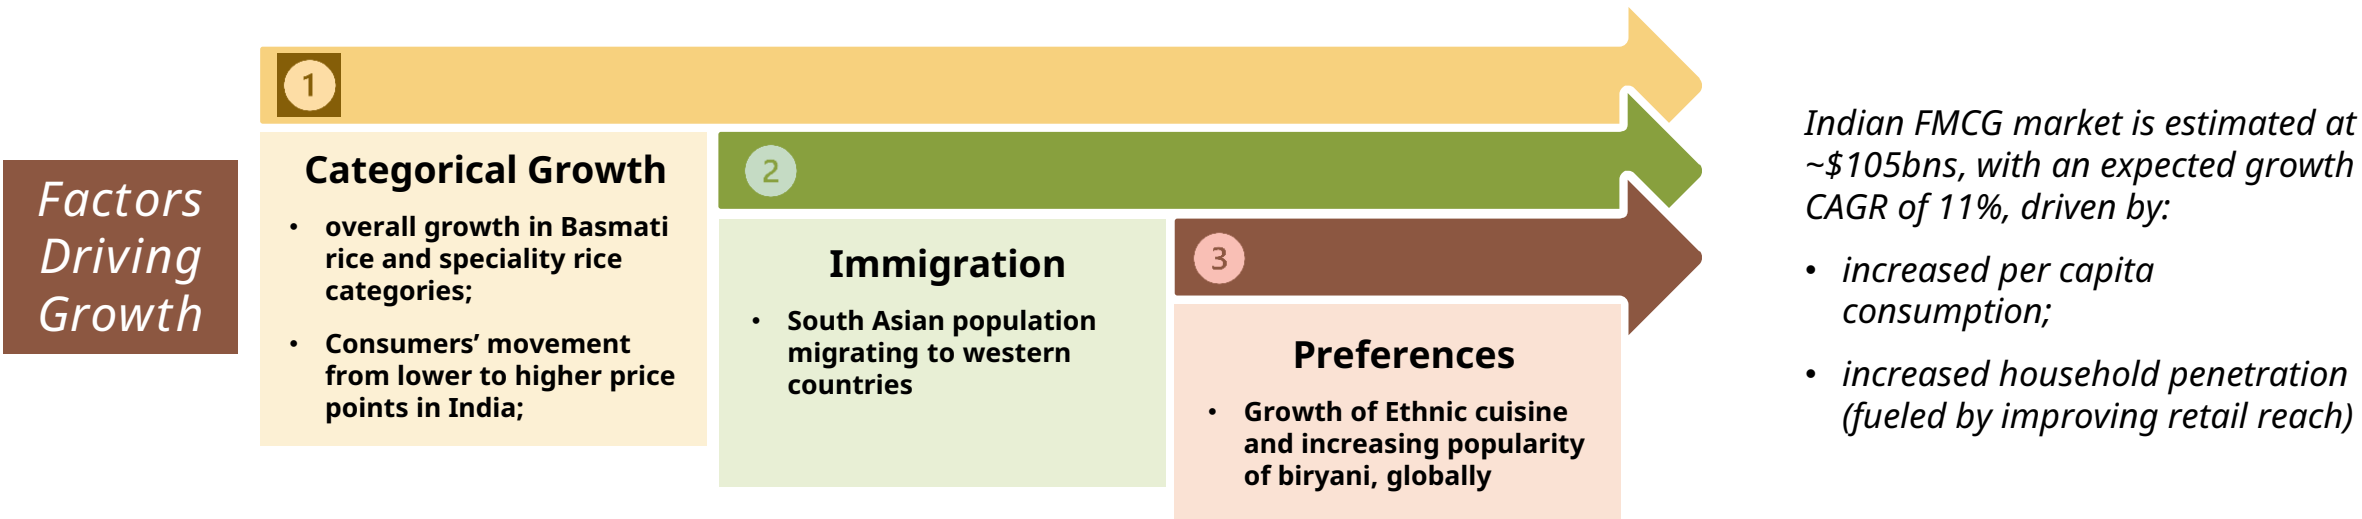 Factors
Driving
Growth
1
Categorical Growth
• overall growth in Basmati
rice and speciality rice
categories;
• Consumers’ movement
from lower to higher price
points in India;
2
Immigration
• South Asian population
migrating to western
countries
3
Preferences
• Growth of Ethnic cuisine
and increasing popularity
of biryani, globally
Indian FMCG market is estimated at
~$105bns, with an expected growth
CAGR of 11%, driven by:
• increased per capita
consumption;
• increased household penetration
(fueled by improving retail reach)